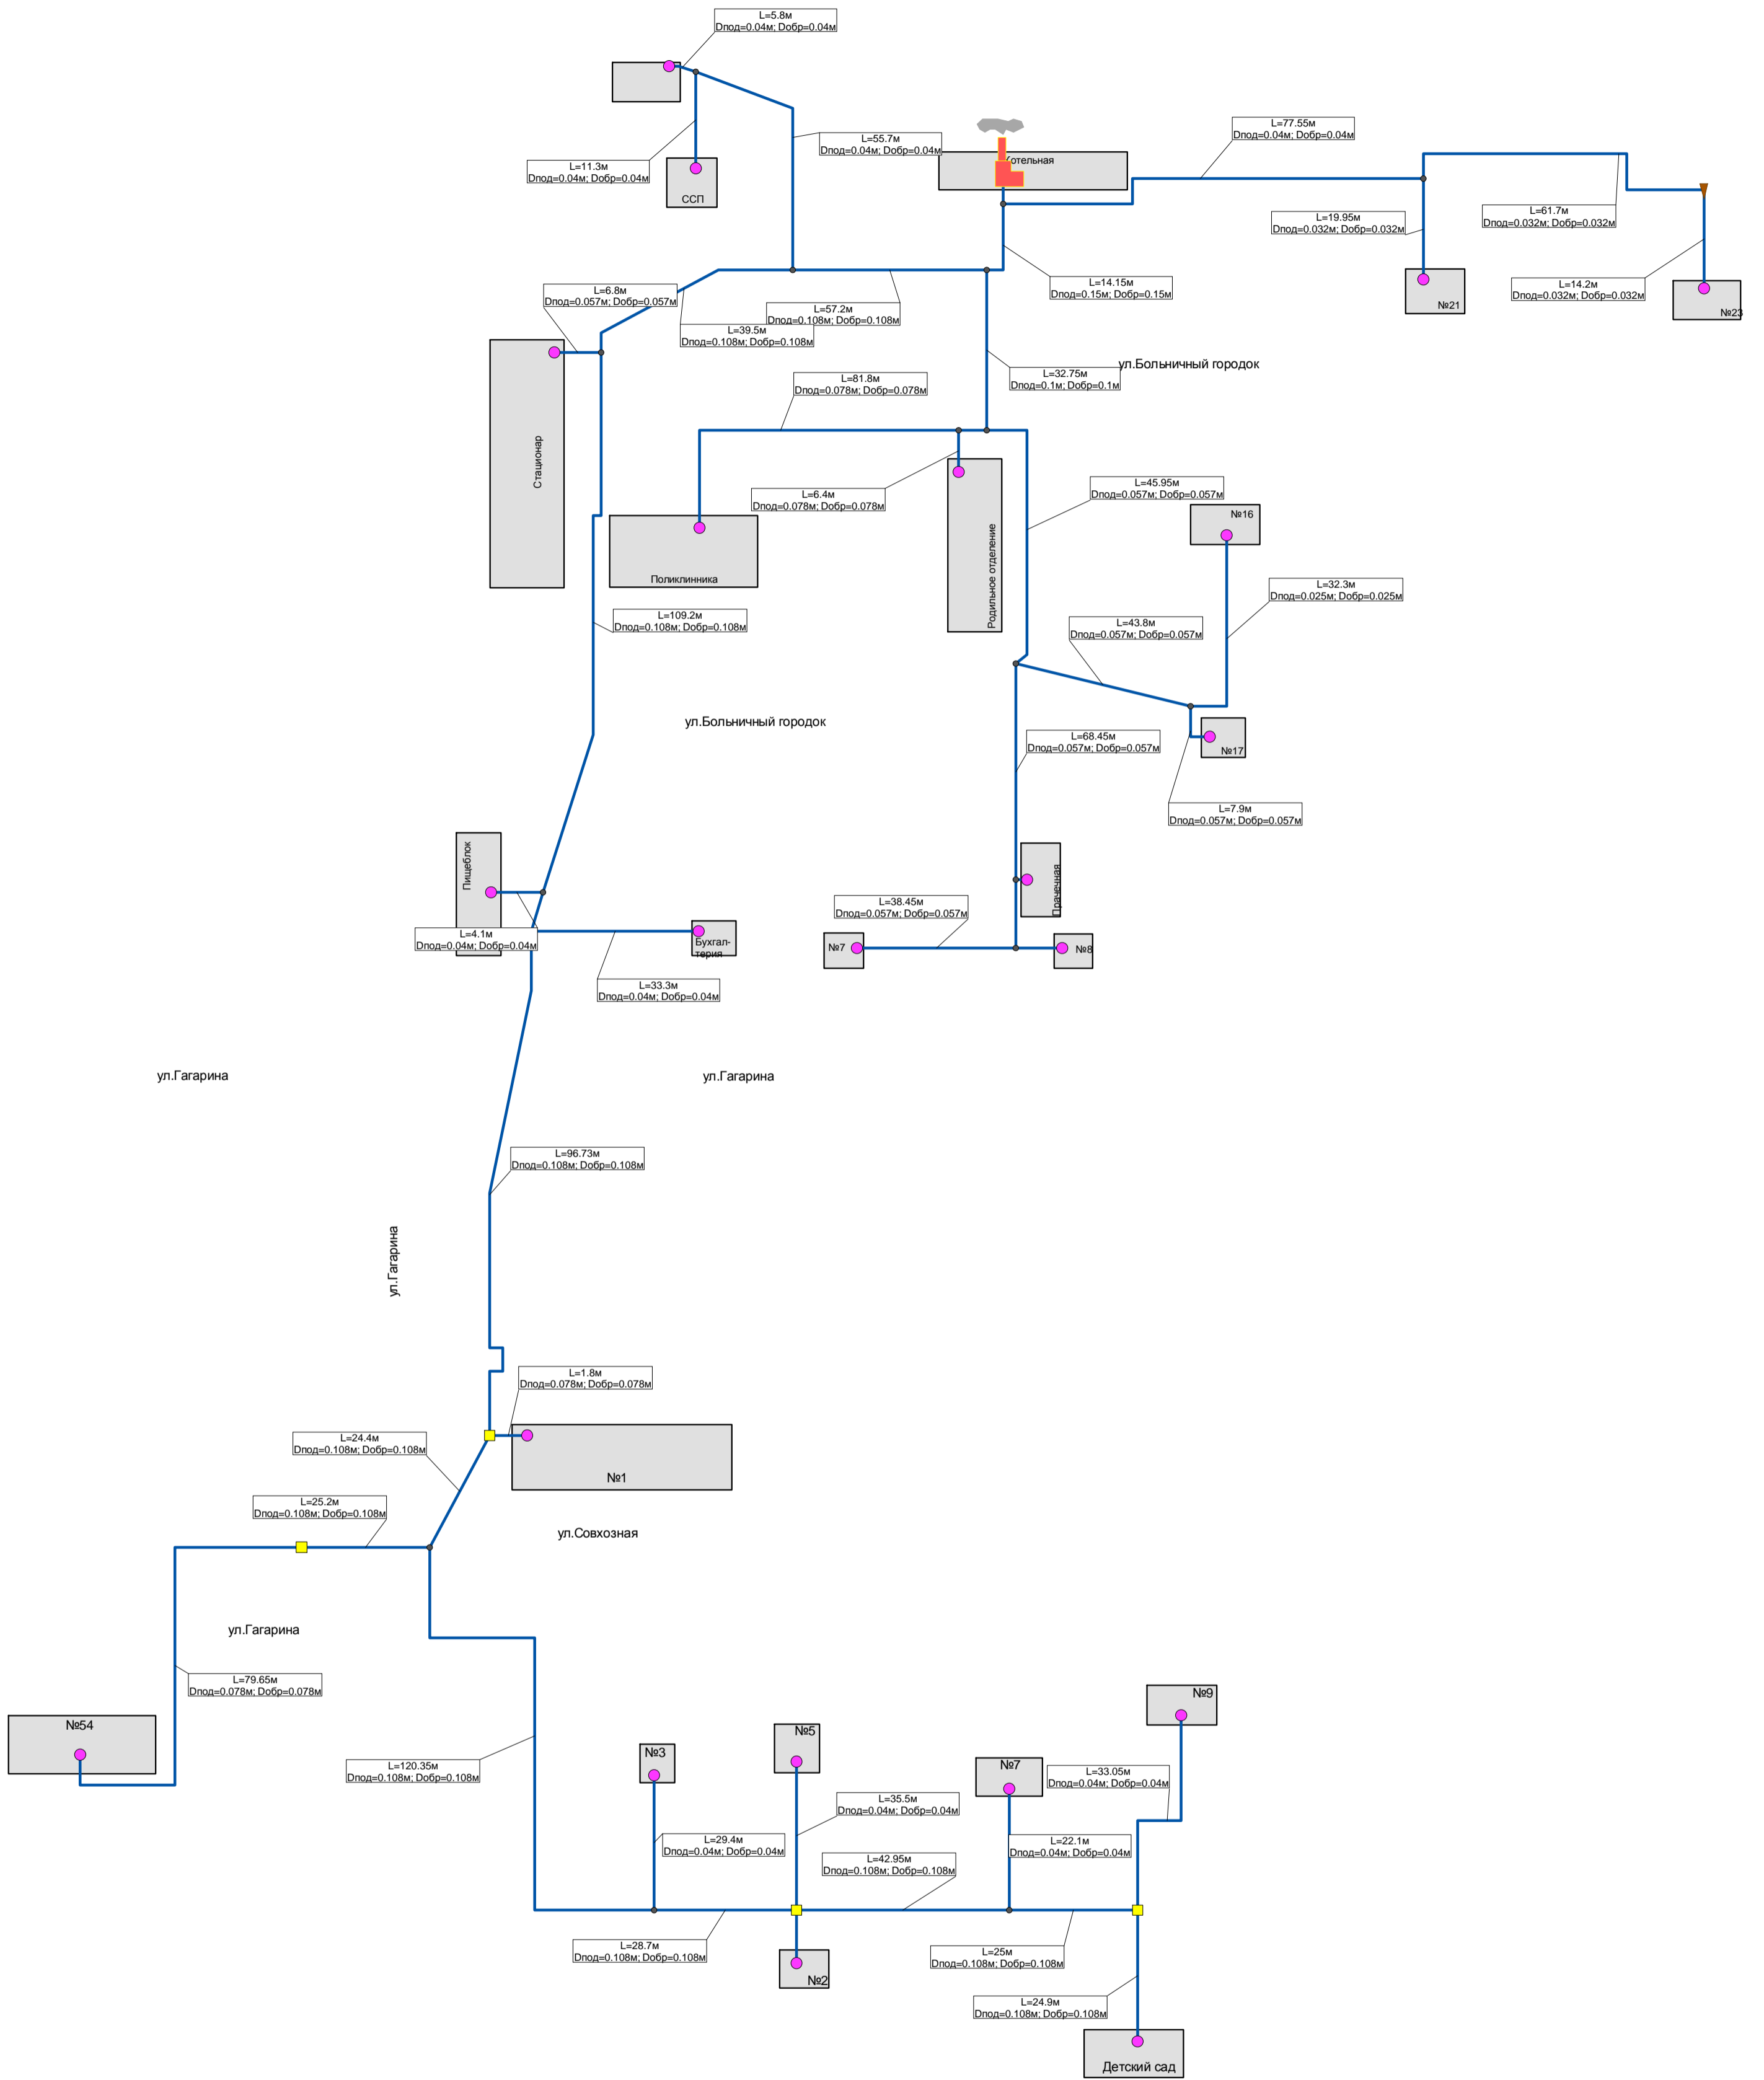 L=5.8м
Dпод=0.04м; Dобр=0.04м
L=77.55м
Dпод=0.04м; Dобр=0.04м
L=55.7м
Dпод=0.04м; Dобр=0.04м
Котельная
L=11.3м
Dпод=0.04м; Dобр=0.04м
ССП
L=19.95м
Dпод=0.032м; Dобр=0.032м
L=61.7м
Dпод=0.032м; Dобр=0.032м
L=14.15м
Dпод=0.15м; Dобр=0.15м
L=14.2м
Dпод=0.032м; Dобр=0.032м
L=6.8м
Dпод=0.057м; Dобр=0.057м
№21
№23
L=57.2м
Dпод=0.108м; Dобр=0.108м
L=39.5м
Dпод=0.108м; Dобр=0.108м
ул.Больничный городок
L=32.75м
Dпод=0.1м; Dобр=0.1м
L=81.8м
Dпод=0.078м; Dобр=0.078м
Стационар
L=6.4м
Dпод=0.078м; Dобр=0.078м
L=45.95м
Dпод=0.057м; Dобр=0.057м
№16
Родильное отделение
Поликлинника
L=32.3м
Dпод=0.025м; Dобр=0.025м
L=109.2м
Dпод=0.108м; Dобр=0.108м
L=43.8м
Dпод=0.057м; Dобр=0.057м
ул.Больничный городок
L=68.45м
Dпод=0.057м; Dобр=0.057м
№17
L=7.9м
Dпод=0.057м; Dобр=0.057м
Пищеблок
Прачечная
L=38.45м
Dпод=0.057м; Dобр=0.057м
L=4.1м
Dпод=0.04м; Dобр=0.04м
Бухгал-
терия
№7
№8
L=33.3м
Dпод=0.04м; Dобр=0.04м
ул.Гагарина
ул.Гагарина
L=96.73м
Dпод=0.108м; Dобр=0.108м
ул.Гагарина
L=1.8м
Dпод=0.078м; Dобр=0.078м
L=24.4м
Dпод=0.108м; Dобр=0.108м
№1
L=25.2м
Dпод=0.108м; Dобр=0.108м
ул.Совхозная
ул.Гагарина
L=79.65м
Dпод=0.078м; Dобр=0.078м
№54
L=120.35м
Dпод=0.108м; Dобр=0.108м
№9
№5
№3
№7
L=33.05м
Dпод=0.04м; Dобр=0.04м
L=35.5м
Dпод=0.04м; Dобр=0.04м
L=29.4м
Dпод=0.04м; Dобр=0.04м
L=22.1м
Dпод=0.04м; Dобр=0.04м
L=42.95м
Dпод=0.108м; Dобр=0.108м
L=28.7м
Dпод=0.108м; Dобр=0.108м
L=25м
Dпод=0.108м; Dобр=0.108м
№2
L=24.9м
Dпод=0.108м; Dобр=0.108м
Детский сад